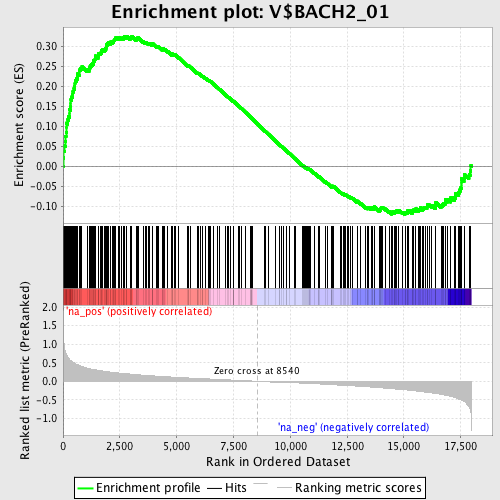 Enrichment plot: V$BACH2_01
Enrichment score (ES)
0.30
0.25
0.20
0.15
0.10
0.05
0.00
-0.05
-0.10
Ranked list metric (PreRanked)
2.0
1.5
1.0
0.5
0.0
-0.5
-1.0
'na_pos' (positively correlated)
Zero cross at 8540
'na_neg' (negatively correlated)
0
2,500
5,000
7,500
10,000
12,500
15,000
17,500
Rank in Ordered Dataset
Enrichment profile
Hits
Ranking metric scores